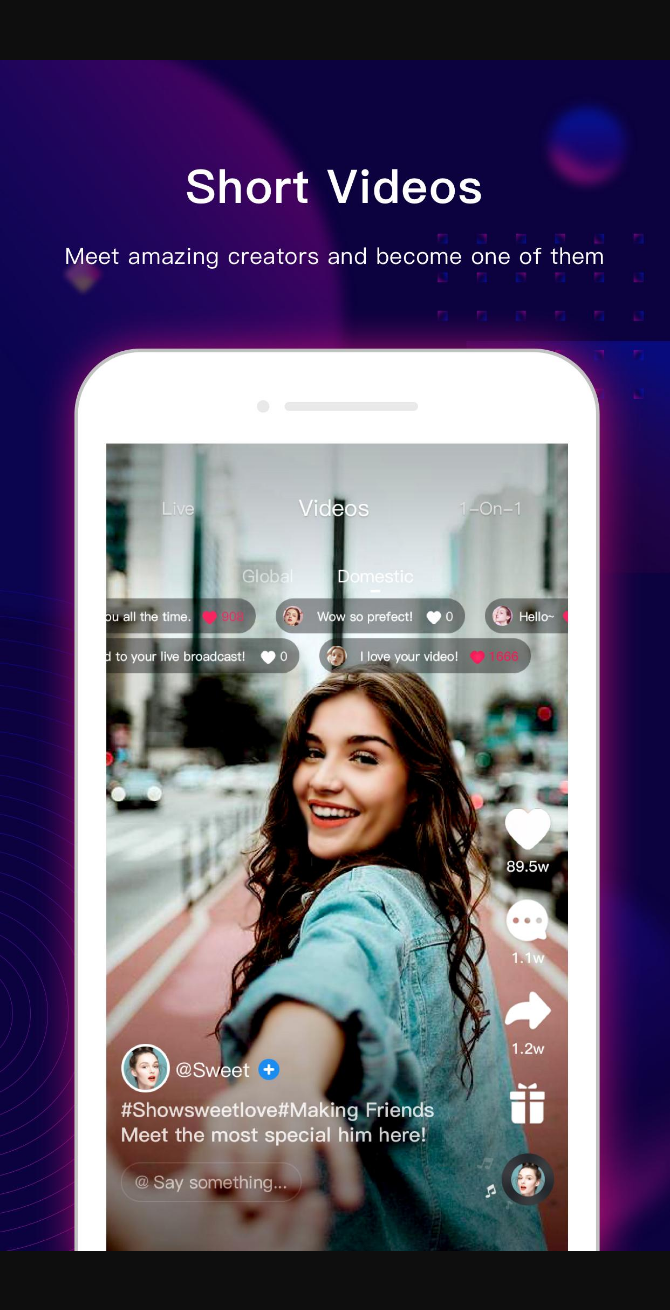 Short Videos
Meet amazing creators and become one of them
Live Videos 1-On-1
Global Domestic
ou all the time. 908 Wow so prefect! 0 Hello~
d to your live broadcast! 0 I love your video! 1566
89.5w
1.1w
1.2w
@Sweet
#Showsweetlove#Making Friends
Meet the most special him here!
@ Say something...